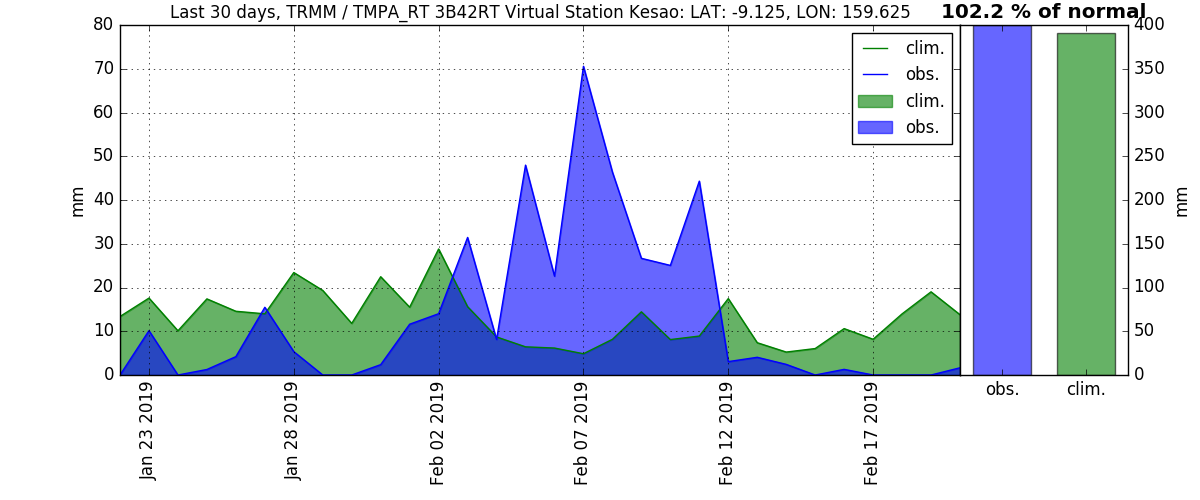 Last 30 days, TRMM / TMPA_RT 3B42RT Virtual Station Kesao: LAT: -9.125, LON: 159.625
102.2 % of normal
80
70
60
50
40
30
20
10
0
mm
clim.
obs.
clim.
obs.
400
350
300
250
200
150
100
50
0
mm
obs.
clim.
Jan 23 2019
Jan 28 2019
Feb 02 2019
Feb 07 2019
Feb 12 2019
Feb 17 2019